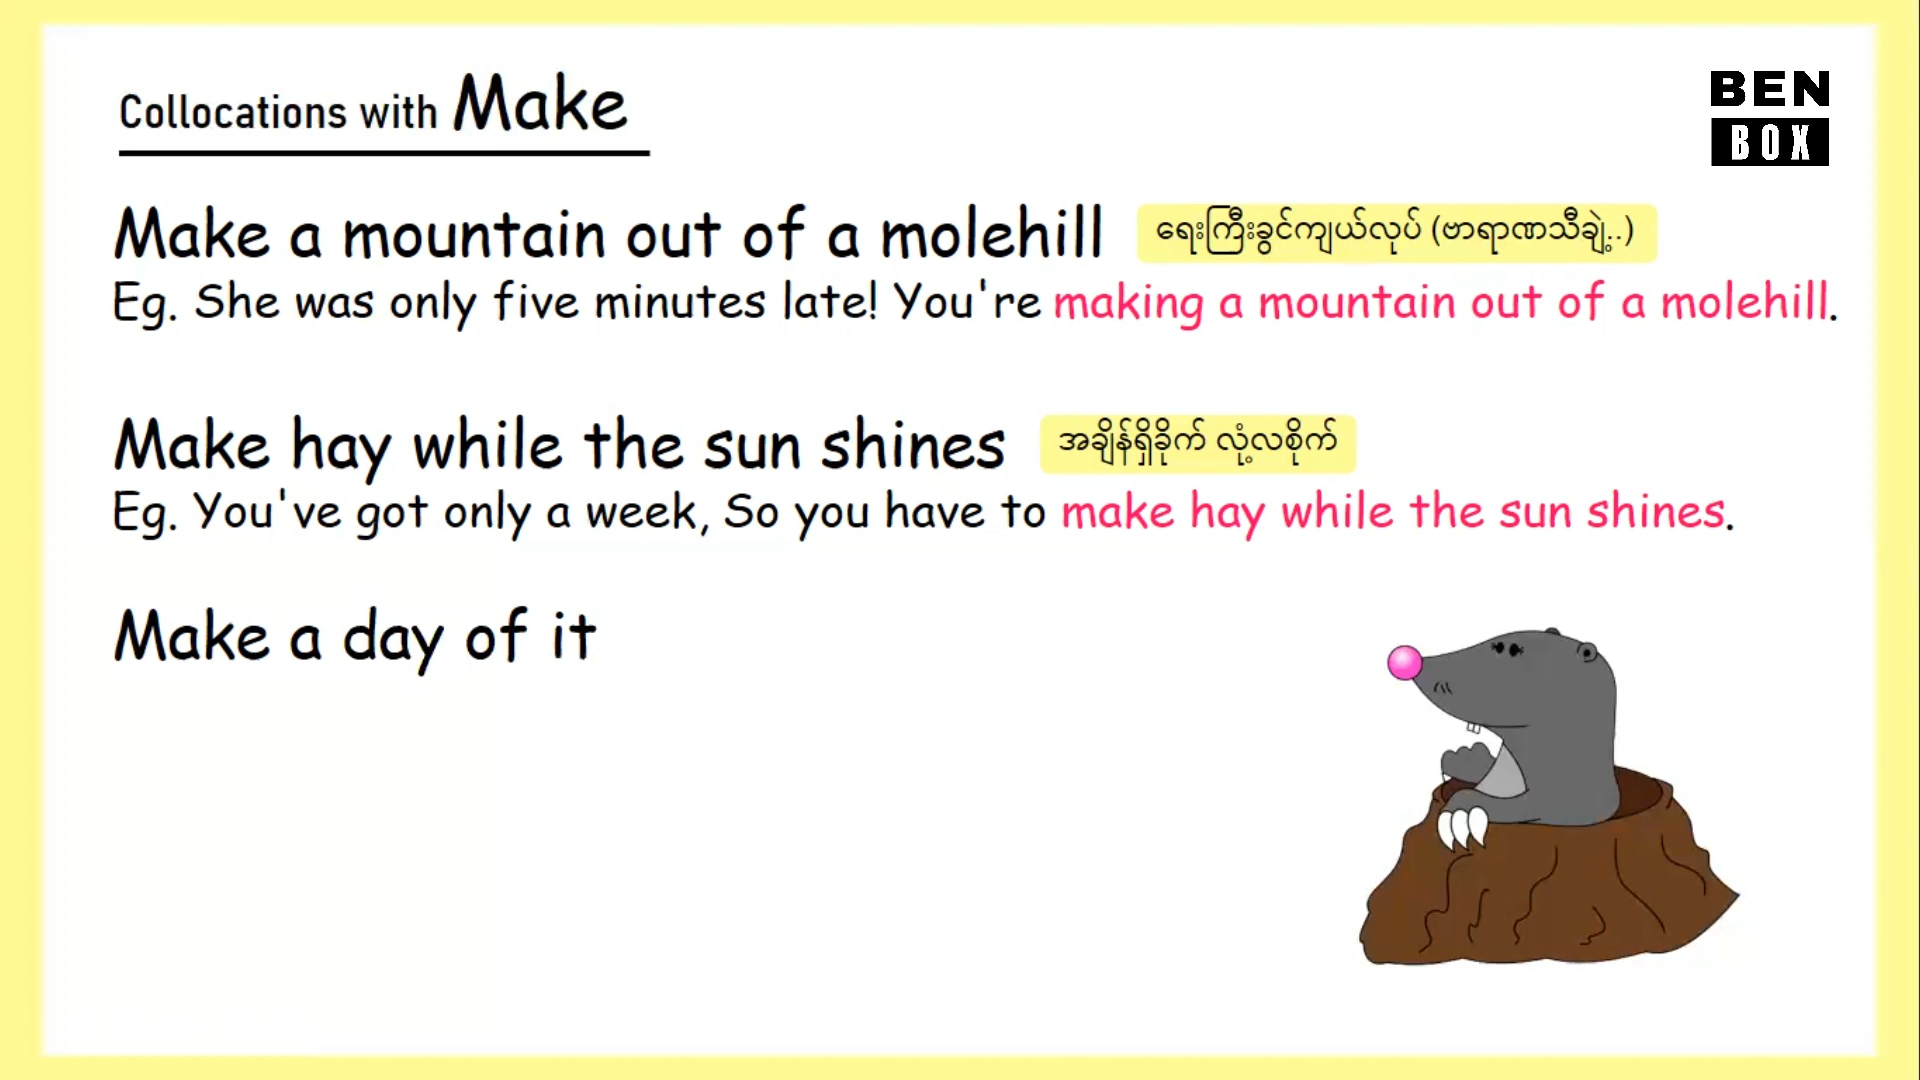 Collocations with Make
BEN
BOX
Make a mountain out of a molehill ရေးကြီးခွင်ကျယ်လုပ် (ဗာရာဏသီချဲ့..)
Eg. She was only five minutes late! You're making a mountain out of a molehill.
Make hay while the sun shines အချိန်ရှိခိုက် လုံ့လစိုက်
Eg. You've got only a week, So you have to make hay while the sun shines.
Make a day of it